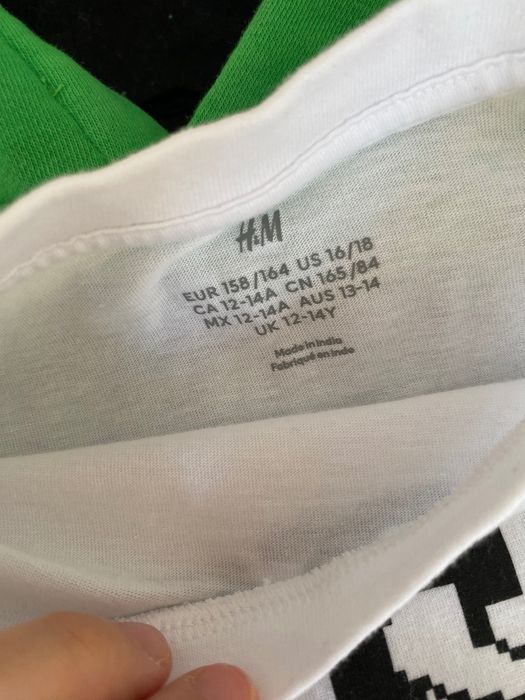 H&M
EUR 158/164 US 16/18
CA 12-14A CN 165/84
MX 12-14A AUS 13-14
UK 12-14Y
Made in India
Fabriqué en Inde